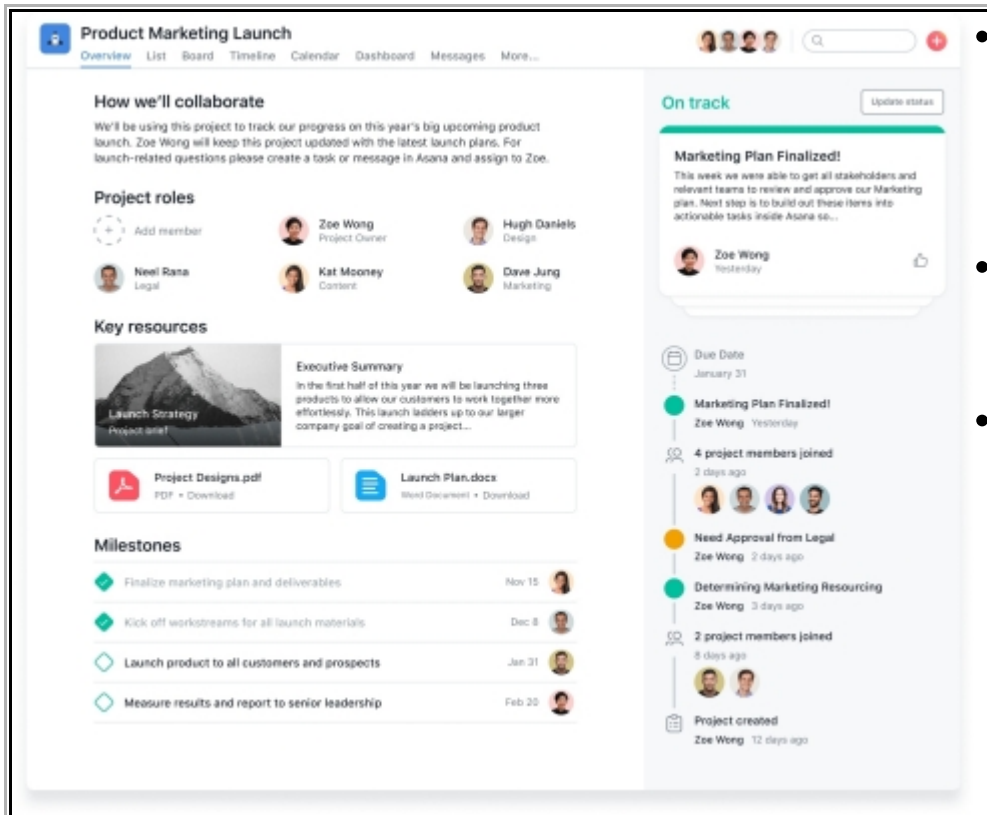 Product Marketing Launch
Overview List Board Timeline Calendar Dashboard Messages More...
How we'll collaborate
We'll be using this project to track our progress on this year's big upcoming product
launch. Zoe Wong will keep this project updated with the latest launch plans. For
launch-related questions please create a task or message in Asana and assign to Zoe.
Project roles
Add member
Zoe Wong
Project Owner
Hugh Daniels
Design
Neel Rana
Legal
Kat Mooney
Content
Dave Jung
Marketing
Key resources
Launch Strategy
Project brief
Executive Summary
In the first half of this year we will be launching three
products to allow our customers to work together more
effortlessly. This launch ladders up to our larger
company goal of creating a project...
Project Designs.pdf
PDF • Download
Launch Plan.docx
Word Document • Download
Milestones
Finalize marketing plan and deliverables Nov 15
Kick off workstreams for all launch materials Dec 8
Launch product to all customers and prospects Jan 31
Measure results and report to senior leadership Feb 20
On track
Update status
Marketing Plan Finalized!
This week we were able to get all stakeholders and
relevant teams to review and approve our Marketing
plan. Next step is to build out these items into
actionable tasks inside Asana so...
Zoe Wong
Yesterday
Due Date
January 31
Marketing Plan Finalized!
Zoe Wong Yesterday
4 project members joined
2 days ago
Need Approval from Legal
Zoe Wong 2 days ago
Determining Marketing Resourcing
Zoe Wong 3 days ago
2 project members joined
8 days ago
Project created
Zoe Wong 12 days ago